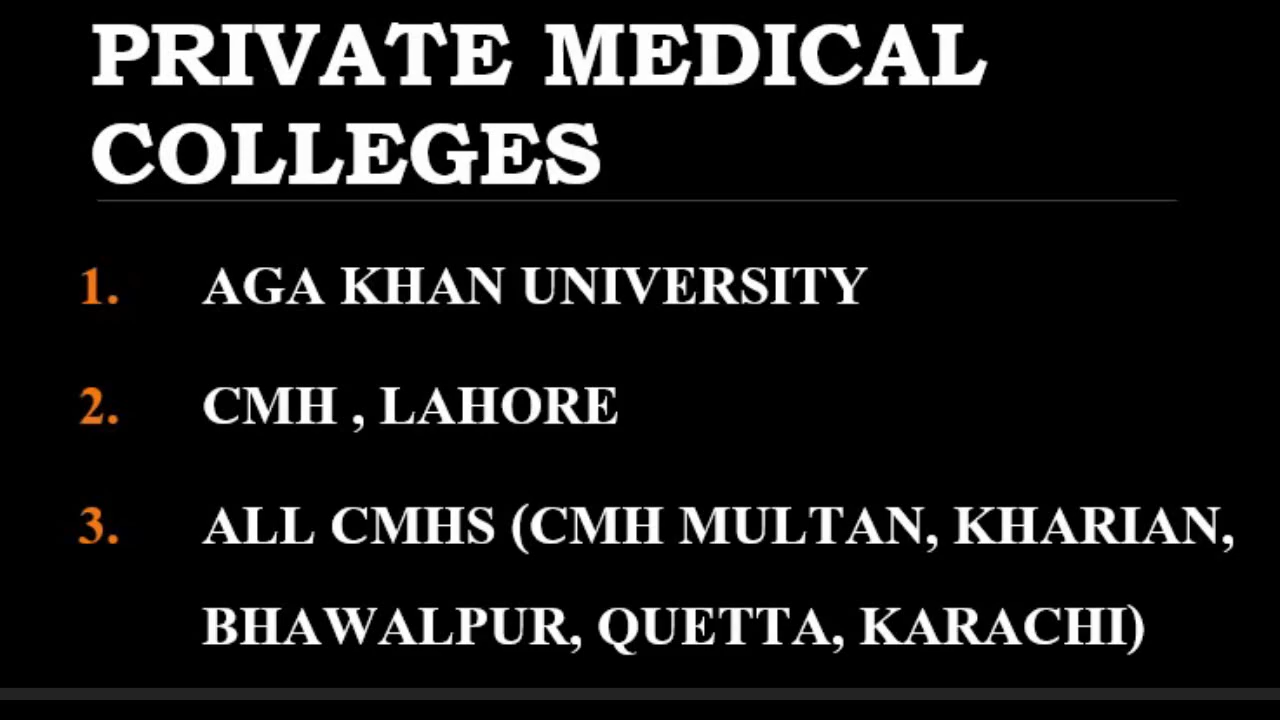 PRIVATE MEDICAL
COLLEGES
1. AGA KHAN UNIVERSITY
2. CMH , LAHORE
3. ALL CMHS (CMH MULTAN, KHARIAN,
BHAWALPUR, QUETTA, KARACHI)